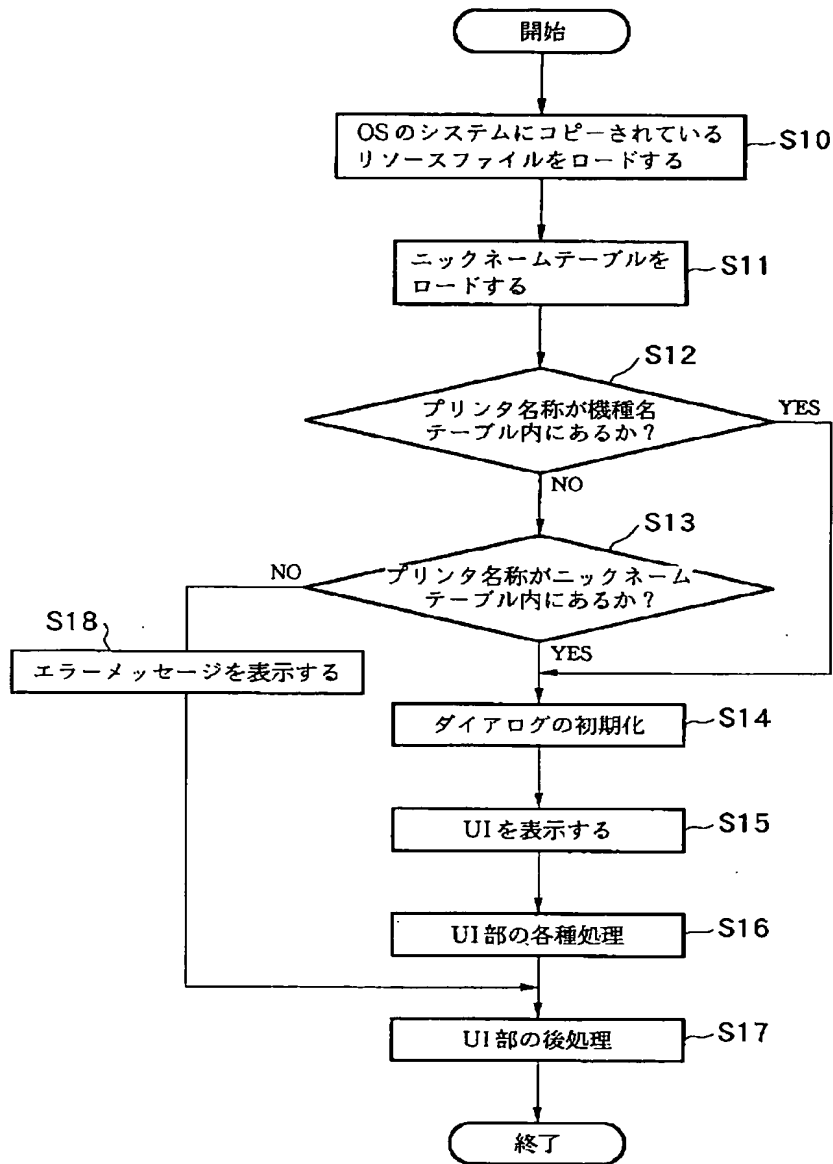 開始
OSのシステムにコピーされている
リソースファイルをロードする
S10
ニックネームテーブルを
ロードする
S11
S12
プリンタ名称が機種名
テーブル内にあるか？
YES
NO
S13
NO
プリンタ名称がニックネーム
テーブル内にあるか？
YES
S18
エラーメッセージを表示する
ダイアログの初期化
S14
UIを表示する
S15
UI部の各種処理
S16
UI部の後処理
S17
終了